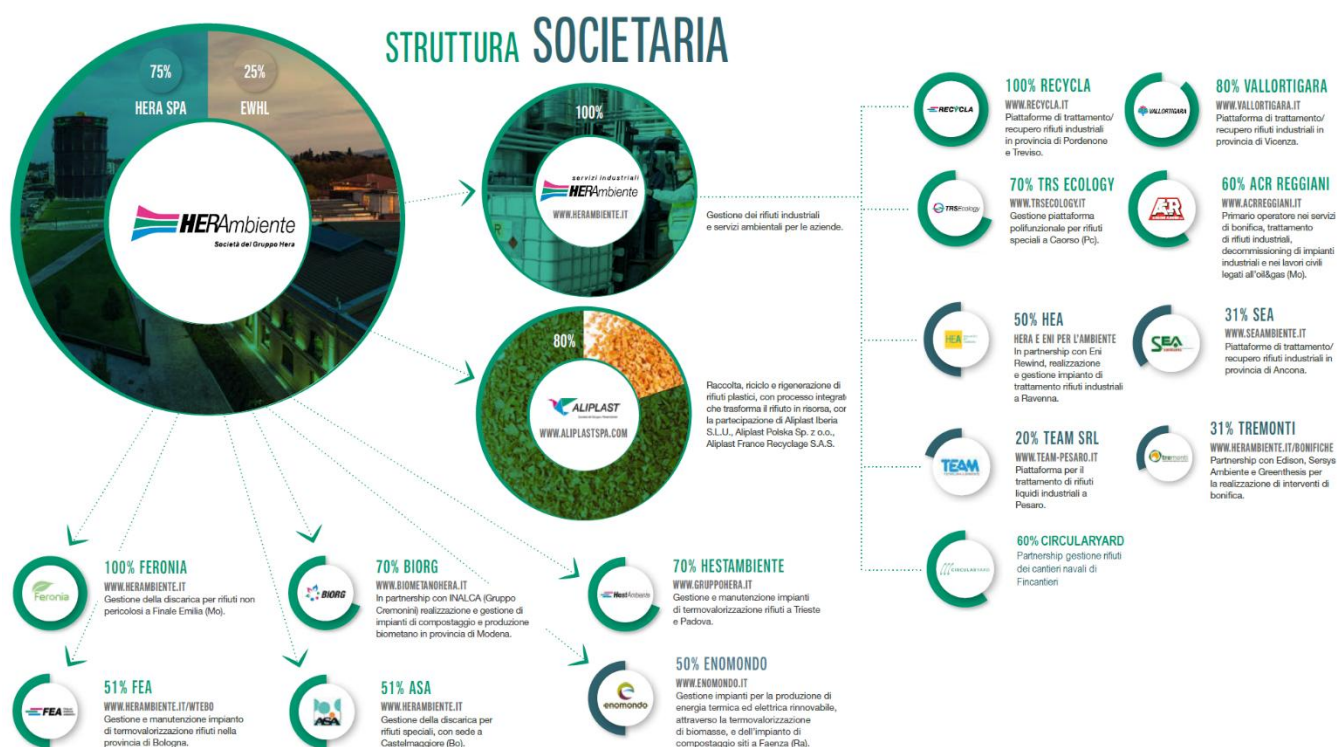 STRUTTURA SOCIETARIA
75%
HERA SPA
25%
EWHL
HERAmbiente
Società del Gruppo Hera
100%
servizi industriali
HERAmbiente
WWW.HERAMBIENTE.IT
Gestione dei rifiuti industriali
e servizi ambientali per le aziende.
80%
ALIPLAST
WWW.ALIPLASTSPA.COM
Raccolta, riciclo e rigenerazione di
rifiuti plastici, con processo integrat
che trasforma il rifiuto in risorsa, con
la partecipazione di Aliplast Iberia
S.L.U., Aliplast Polska Sp. z o.o.,
Aliplast France Recyclage S.A.S.
RECYCLA
100% RECYCLA
WWW.RECYCLA.IT
Piattaforme di trattamento/
recupero rifiuti industriali
in provincia di Pordenone
e Treviso.
VALLORTIGARA
80% VALLORTIGARA
WWW.VALLORTIGARA.IT
Piattaforma di trattamento/
recupero rifiuti industriali in
provincia di Vicenza.
TRSEcology
70% TRS ECOLOGY
WWW.TRSECOLOGY.IT
Gestione piattaforma
polifunzionale per rifiuti
speciali a Caorso (Pc).
60% ACR REGGIANI
WWW.ACRREGGIANI.IT
Primario operatore nei servizi
di bonifica, trattamento
di rifiuti industriali,
decommissioning di impianti
industriali e nei lavori civili
legati all'oil&gas (Mo).
HEA
50% HEA
HERA E ENI PER L'AMBIENTE
In partnership con Eni
Rewind, realizzazione
e gestione impianto di
trattamento rifiuti industriali
a Ravenna.
SEA
31% SEA
WWW.SEAAMBIENTE.IT
Piattaforme di trattamento/
recupero rifiuti industriali in
provincia di Ancona.
TEAM
20% TEAM SRL
WWW.TEAM-PESARO.IT
Piattaforma per il
trattamento di rifiuti
liquidi industriali a
Pesaro.
tremonti
31% TREMONTI
WWW.HERAMBIENTE.IT/BONIFICHE
Partnership con Edison, Sersys
Ambiente e Greenthesis per
la realizzazione di interventi di
bonifica.
CIRCULARYARD
60% CIRCULARYARD
Partnership gestione rifiuti
dei cantieri navali di
Fincantieri
Feronia
100% FERONIA
WWW.HERAMBIENTE.IT
Gestione della discarica per rifiuti non
pericolosi a Finale Emilia (Mo).
BIORG
70% BIORG
WWW.BIOMETANOHERA.IT
In partnership con INALCA (Gruppo
Cremonini) realizzazione e gestione di
impianti di compostaggio e produzione
biometano in provincia di Modena.
HestAmbiente
70% HESTAMBIENTE
WWW.GRUPPOHERA.IT
Gestione e manutenzione impianti
di termovalorizzazione rifiuti a Trieste
e Padova.
FEA
51% FEA
WWW.HERAMBIENTE.IT/WTEBO
Gestione e manutenzione impianto
di termovalorizzazione rifiuti nella
provincia di Bologna.
ASA
51% ASA
WWW.HERAMBIENTE.IT
Gestione della discarica per
rifiuti speciali, con sede a
Castelmaggiore (Bo).
enomondo
50% ENOMONDO
WWW.ENOMONDO.IT
Gestione impianti per la produzione di
energia termica ed elettrica rinnovabile,
attraverso la termovalorizzazione
di biomasse, e dell'impianto di
compostaggio siti a Faenza (Ra).